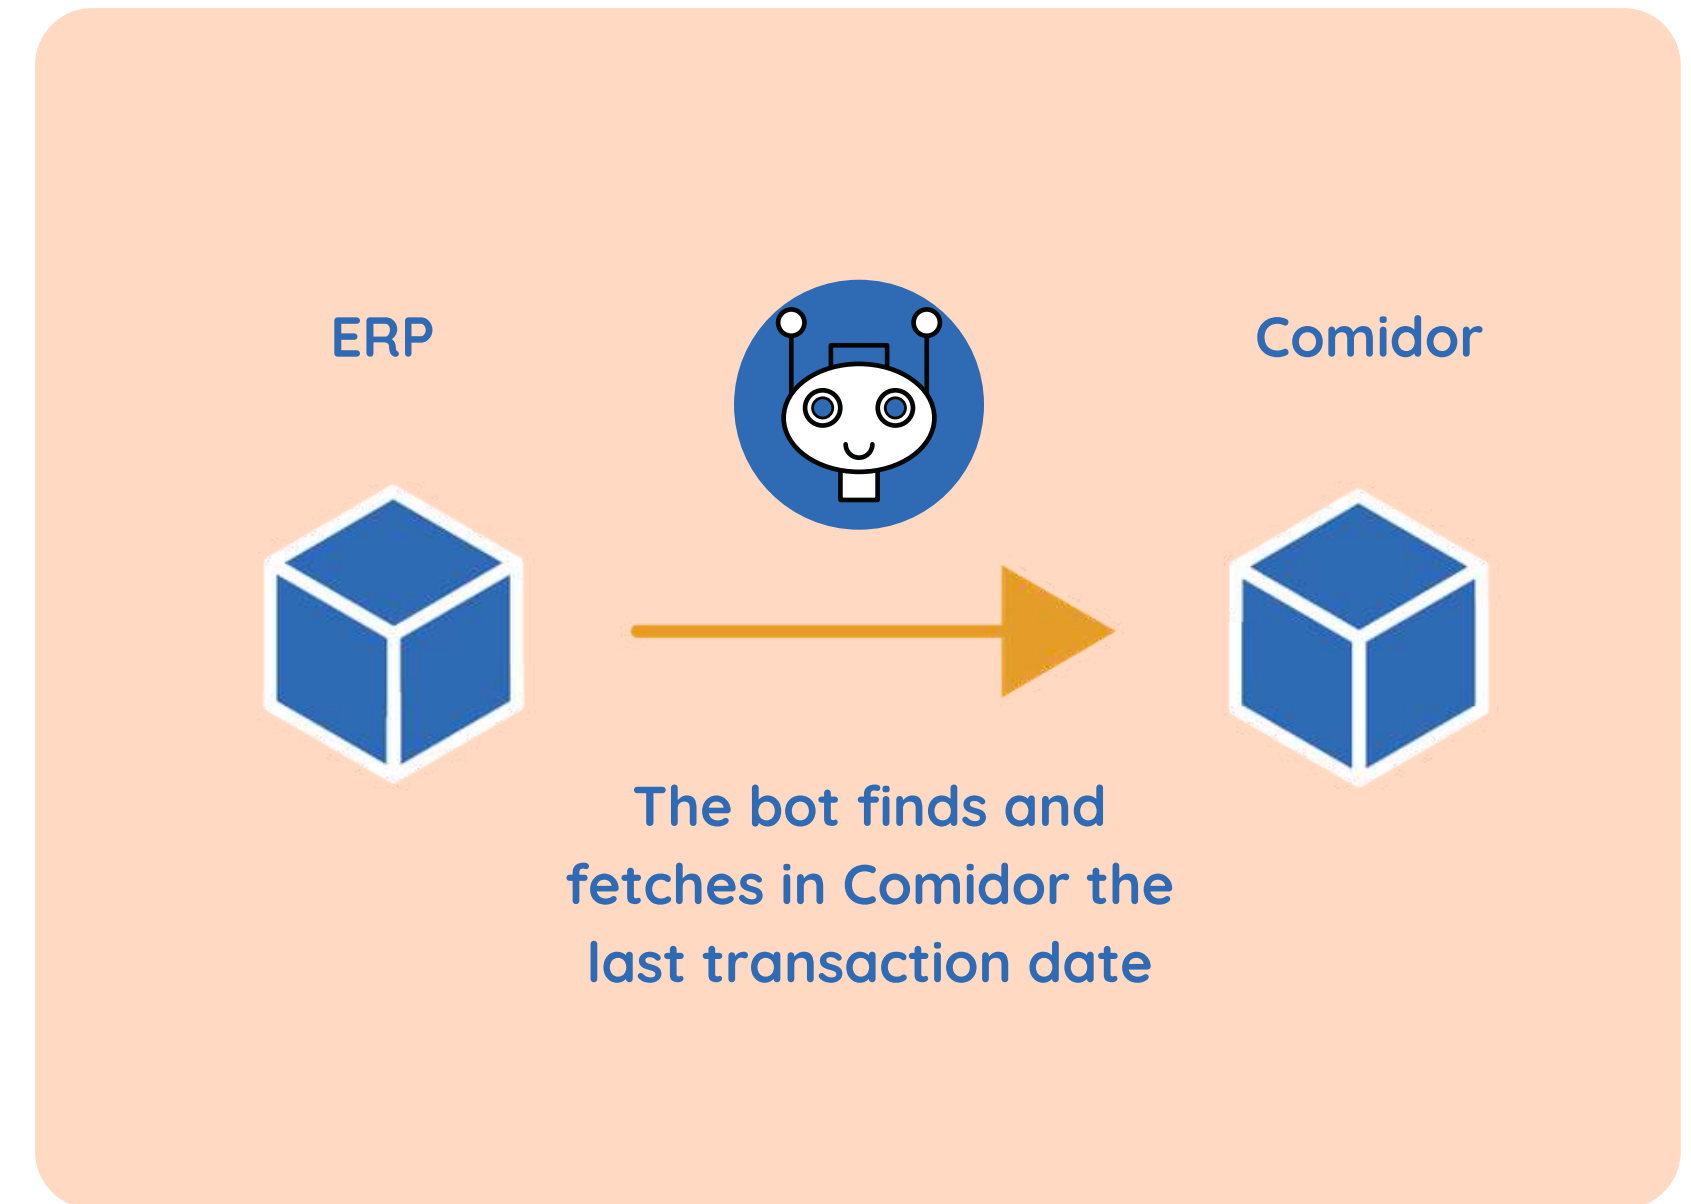 ERP
Comidor
The bot finds and
fetches in Comidor the
last transaction date